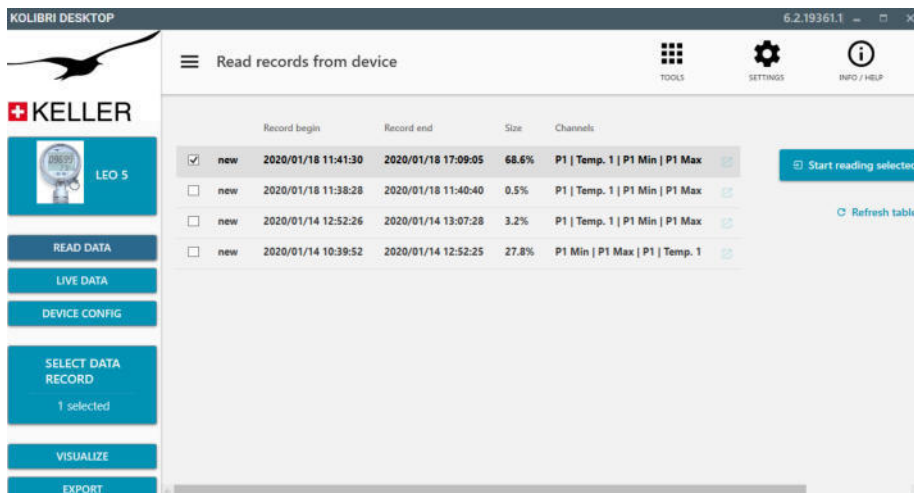 KOLIBRI DESKTOP 6.2.19361.1
Read records from device
TOOLS SETTINGS INFO / HELP
KELLER
LEO 5
READ DATA
LIVE DATA
DEVICE CONFIG
SELECT DATA
RECORD
1 selected
VISUALIZE
EXPORT
Record begin Record end Size Channels
new 2020/01/18 11:41:30 2020/01/18 17:09:05 68.6% P1 | Temp. 1 | P1 Min | P1 Max
new 2020/01/18 11:38:28 2020/01/18 11:40:40 0.5% P1 | Temp. 1 | P1 Min | P1 Max
new 2020/01/14 12:52:26 2020/01/14 13:07:28 3.2% P1 | Temp. 1 | P1 Min | P1 Max
new 2020/01/14 10:39:52 2020/01/14 12:52:25 27.8% P1 Min | P1 Max | P1 | Temp. 1
Start reading selected
Refresh table